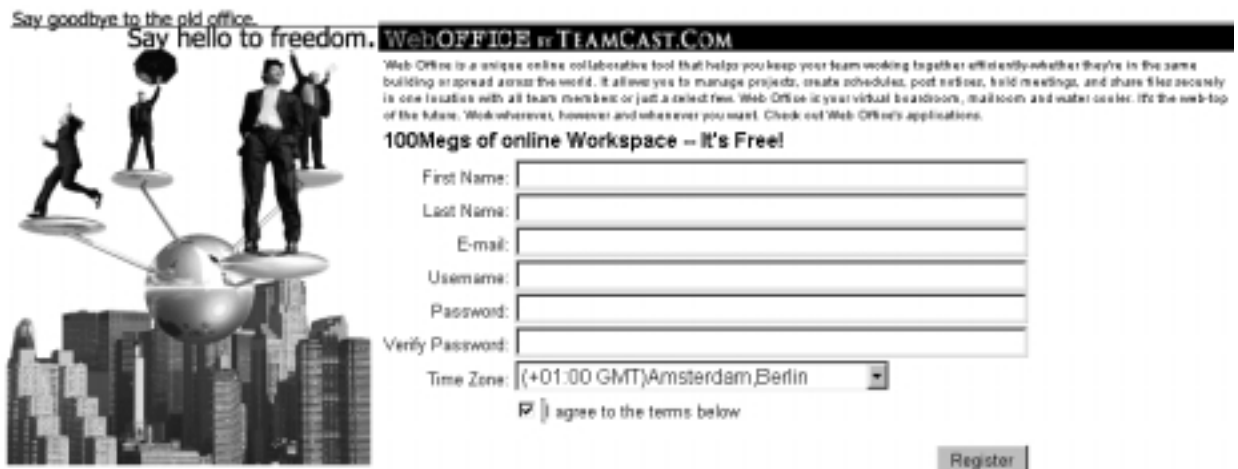 Say goodbye to the old office.
Say hello to freedom.
WebOFFICE BY TEAMCAST.COM
Web Office is a unique online collaborative tool that helps you keep your team working together efficiently-whether they're in the same
building or spread across the world. It allows you to manage projects, create schedules, post notices, hold meetings, and share files securely
in one location with all team members or just a select few. Web Office is your virtual boardroom, mailroom and water cooler. It's the web-top
of the future. Work wherever, however and whenever you want. Check out Web Office's applications.
100Megs of online Workspace -- It's Free!
First Name:
Last Name:
E-mail:
Username:
Password:
Verify Password:
Time Zone: (+01:00 GMT)Amsterdam,Berlin
I agree to the terms below
Register